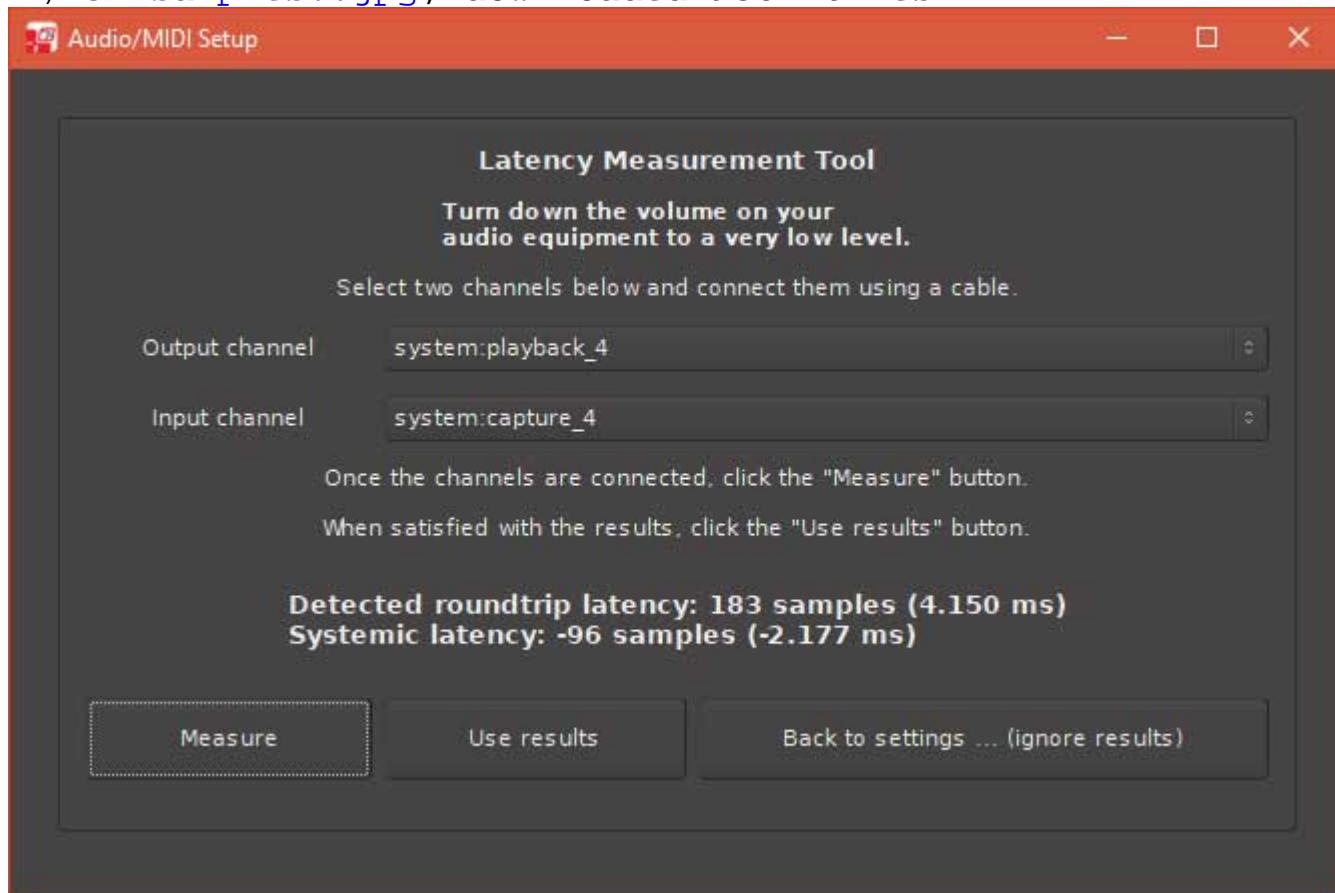 Audio/MIDI Setup
Latency Measurement Tool
Turn down the volume on your
audio equipment to a very low level.
Select two channels below and connect them using a cable.
Output channel system:playback_4
Input channel system:capture_4
Once the channels are connected, click the "Measure" button.
When satisfied with the results, click the "Use results" button.
Detected roundtrip latency: 183 samples (4.150 ms)
Systemic latency: -96 samples (-2.177 ms)
Measure Use results Back to settings ... (ignore results)